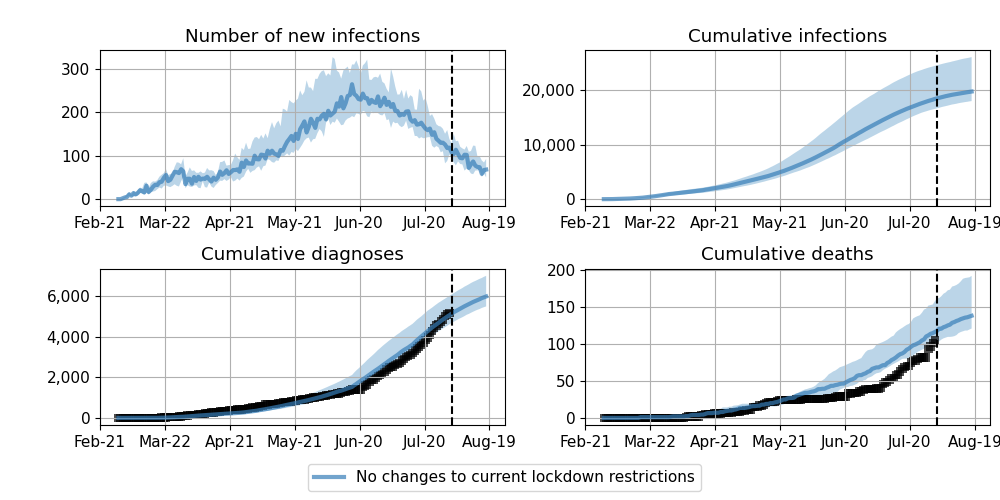 Number of new infections
300
200
100
0
Feb-21 Mar-22 Apr-21 May-21 Jun-20 Jul-20 Aug-19
Cumulative infections
20,000
10,000
0
Feb-21 Mar-22 Apr-21 May-21 Jun-20 Jul-20 Aug-19
Cumulative diagnoses
6,000
4,000
2,000
0
Feb-21 Mar-22 Apr-21 May-21 Jun-20 Jul-20 Aug-19
Cumulative deaths
200
150
100
50
0
Feb-21 Mar-22 Apr-21 May-21 Jun-20 Jul-20 Aug-19
No changes to current lockdown restrictions